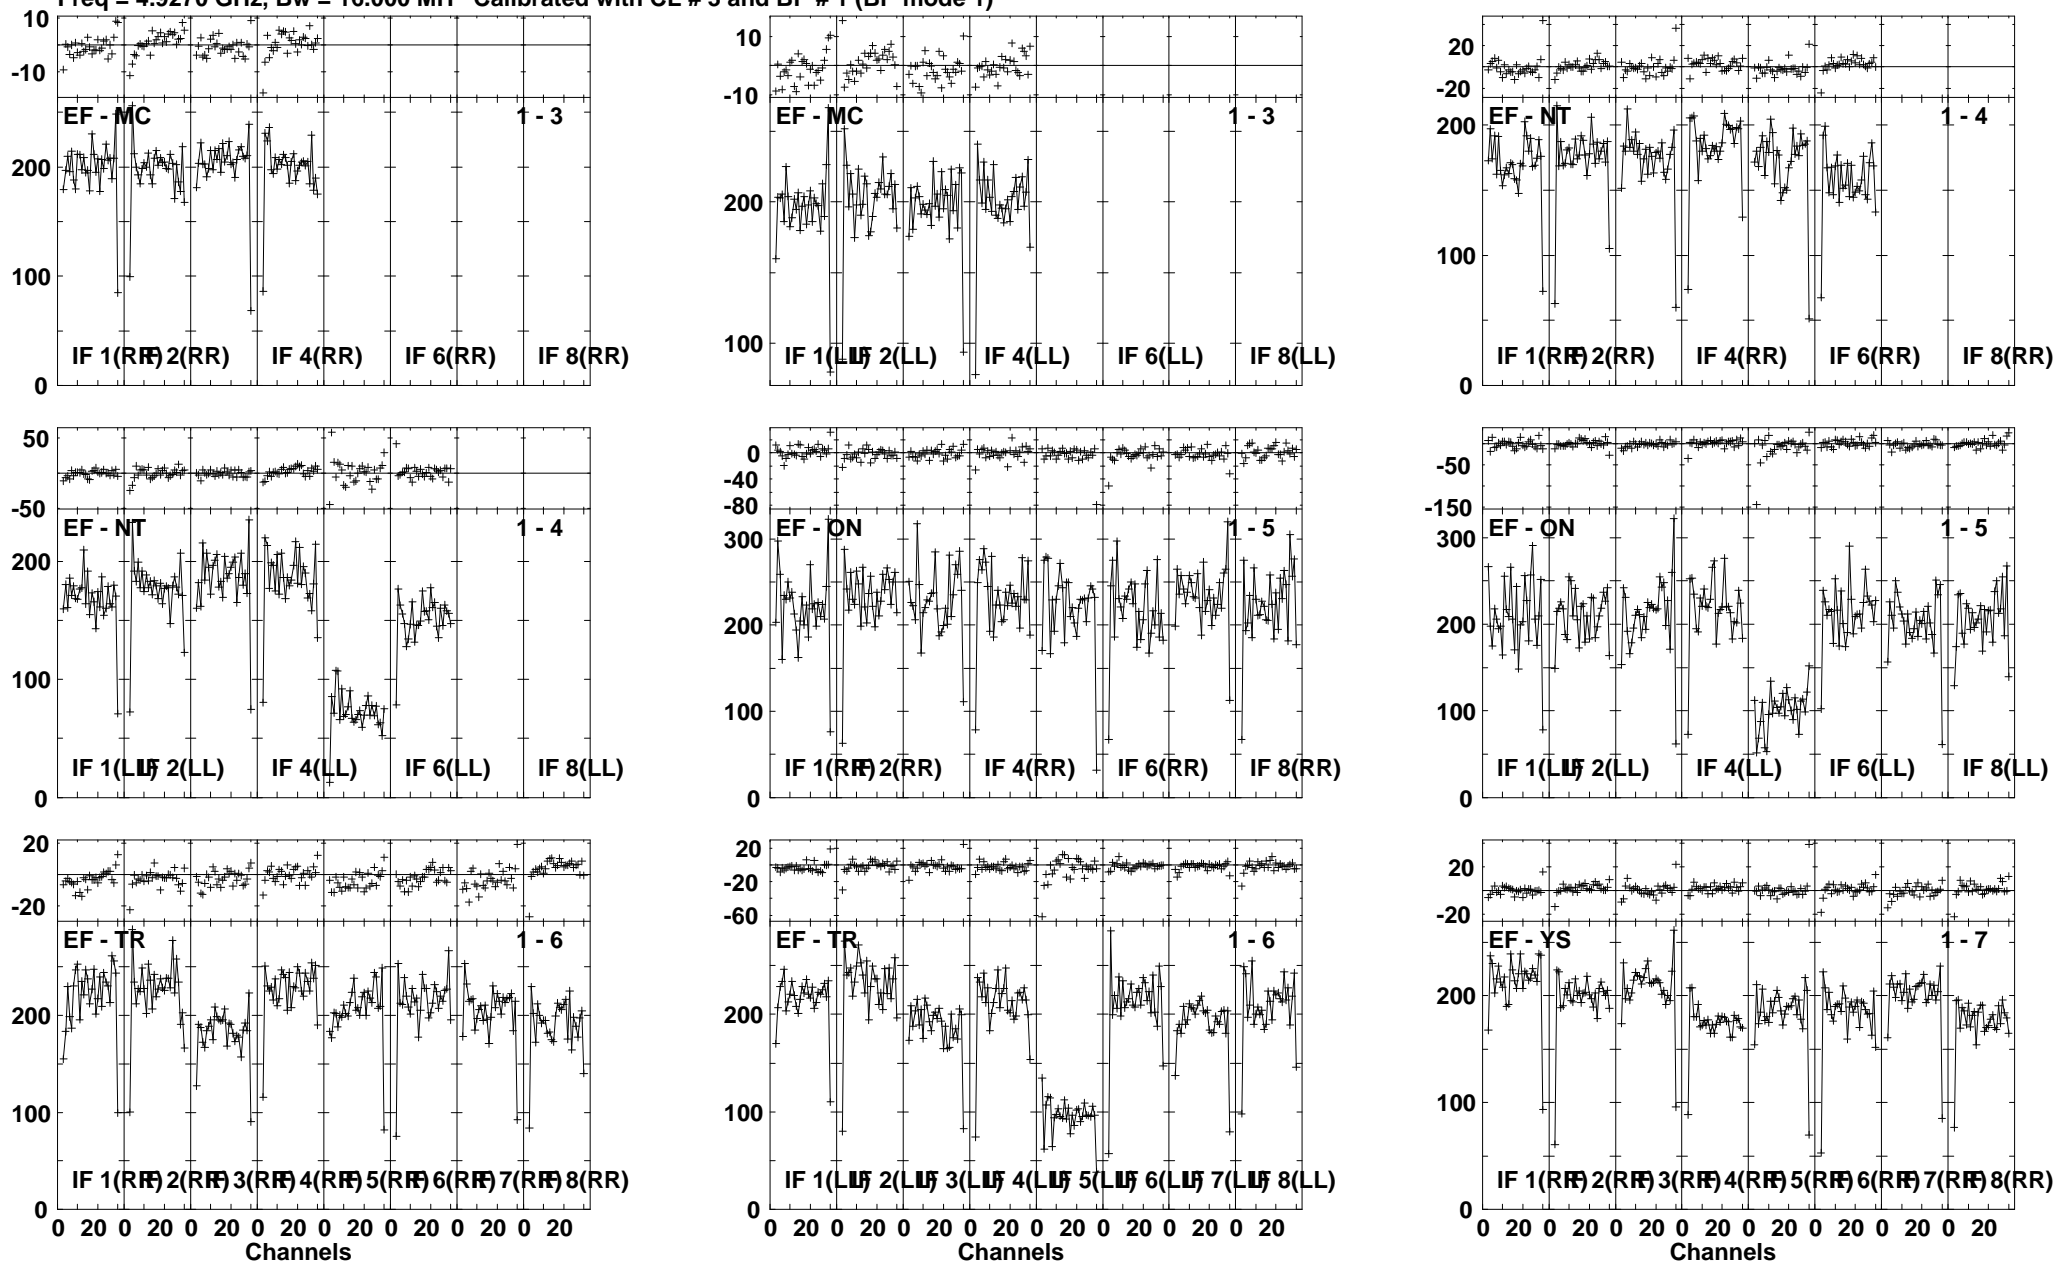 Freq = 4.9270 GHz, Bw = 16.000 MH Calibrated with CL # 3 and BP # 1 (BP mode 1)
10
-10
EF - MC 1 - 3
200
100
0
IF 1(RR) IF 2(RR) IF 4(RR) IF 6(RR) IF 8(RR)
10
-10
EF - MC 1 - 3
200
100
IF 1(LL) IF 2(LL) IF 4(LL) IF 6(LL) IF 8(LL)
20
-20
EF - NT 1 - 4
200
100
0
IF 1(RR) IF 2(RR) IF 4(RR) IF 6(RR) IF 8(RR)
50
-50
EF - NT 1 - 4
200
100
0
IF 1(LL) IF 2(LL) IF 4(LL) IF 6(LL) IF 8(LL)
0
-40
-80
EF - ON 1 - 5
300
200
100
0
IF 1(RR) IF 2(RR) IF 4(RR) IF 6(RR) IF 8(RR)
-50
-150
EF - ON 1 - 5
300
200
100
0
IF 1(LL) IF 2(LL) IF 4(LL) IF 6(LL) IF 8(LL)
20
-20
EF - TR 1 - 6
200
100
0
IF 1(RR) IF 2(RR) IF 3(RR) IF 4(RR) IF 5(RR) IF 6(RR) IF 7(RR) IF 8(RR)
0 20 0 20 0 20 0 20 0 20 0 20 0 20 0 20
Channels
20
-20
-60
EF - TR 1 - 6
200
100
0
IF 1(LL) IF 2(LL) IF 3(LL) IF 4(LL) IF 5(LL) IF 6(LL) IF 7(LL) IF 8(LL)
0 20 0 20 0 20 0 20 0 20 0 20 0 20 0 20
Channels
20
-20
EF - YS 1 - 7
200
100
0
IF 1(RR) IF 2(RR) IF 3(RR) IF 4(RR) IF 5(RR) IF 6(RR) IF 7(RR) IF 8(RR)
0 20 0 20 0 20 0 20 0 20 0 20 0 20 0 20
Channels